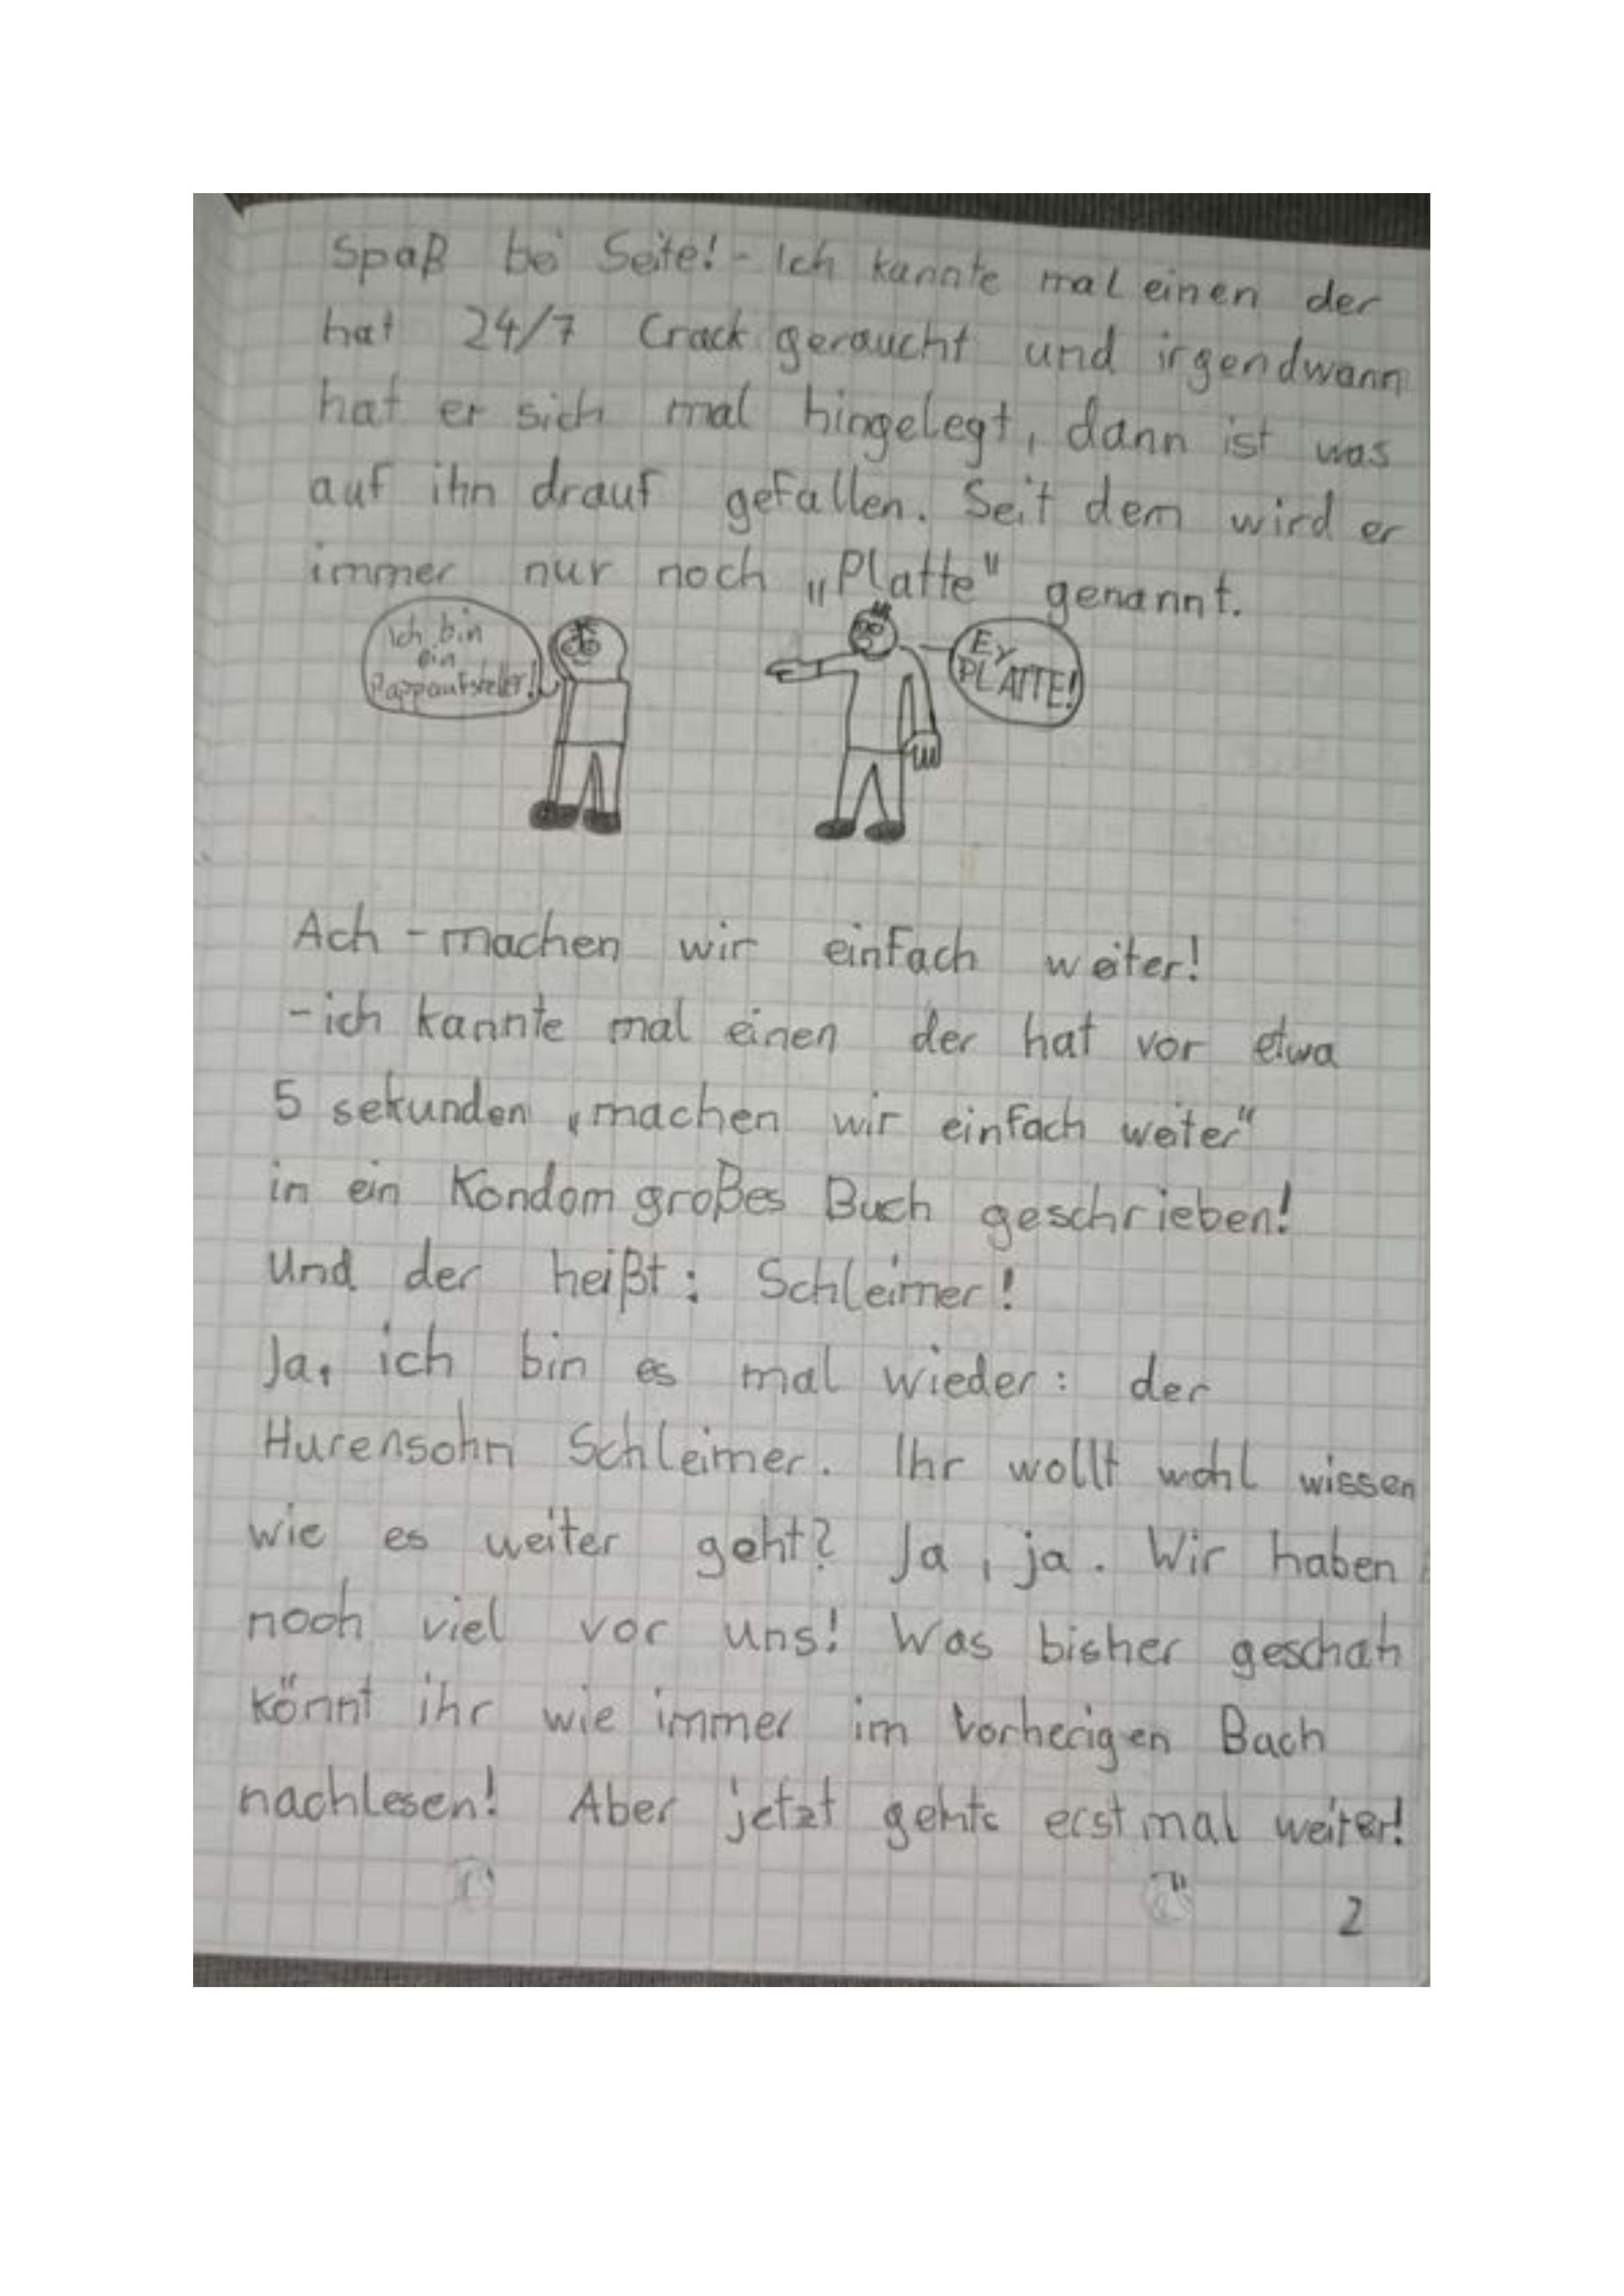 Spaß bei Seite! - Ich kannte mal einen der
hat 24/7 Crack geraucht und irgendwann
hat er sich mal hingelegt, dann ist was
auf ihn drauf gefallen. Seit dem wird er
immer nur noch „Platte" genannt.
Ich bin
ein
Pappaufsteller!
EY
PLATTE!
Ach - machen wir einfach weiter!
- ich kannte mal einen der hat vor etwa
5 sekunden „machen wir einfach weiter"
in ein Kondom großes Buch geschrieben!
Und der heißt: Schleimer!
Ja, ich bin es mal wieder: der
Hurensohn Schleimer. Ihr wollt wohl wissen
wie es weiter geht? Ja, ja. Wir haben
noch viel vor uns! Was bisher geschah
könnt ihr wie immer im vorherigen Bach
nachlesen! Aber jetzt gehts erst mal weiter!
2